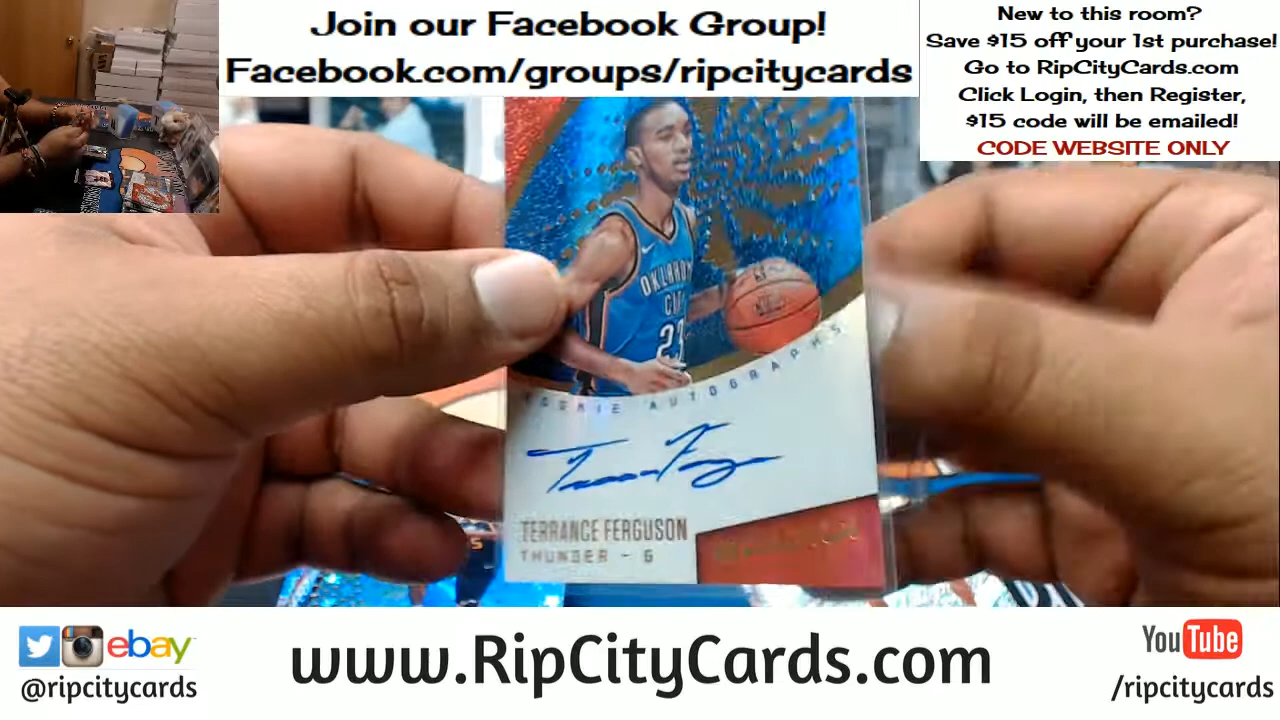 Join our Facebook Group!
Facebook.com/groups/ripcitycards
New to this room?
Save $15 off your 1st purchase!
Go to RipCityCards.com
Click Login, then Register,
$15 code will be emailed!
CODE WEBSITE ONLY
OKLAHOMA
CITY
23
ROOKIE AUTOGRAPHS
TERRANCE FERGUSON
THUNDER - G
ebay
@ripcitycards
www.RipCityCards.com
YouTube
/ripcitycards